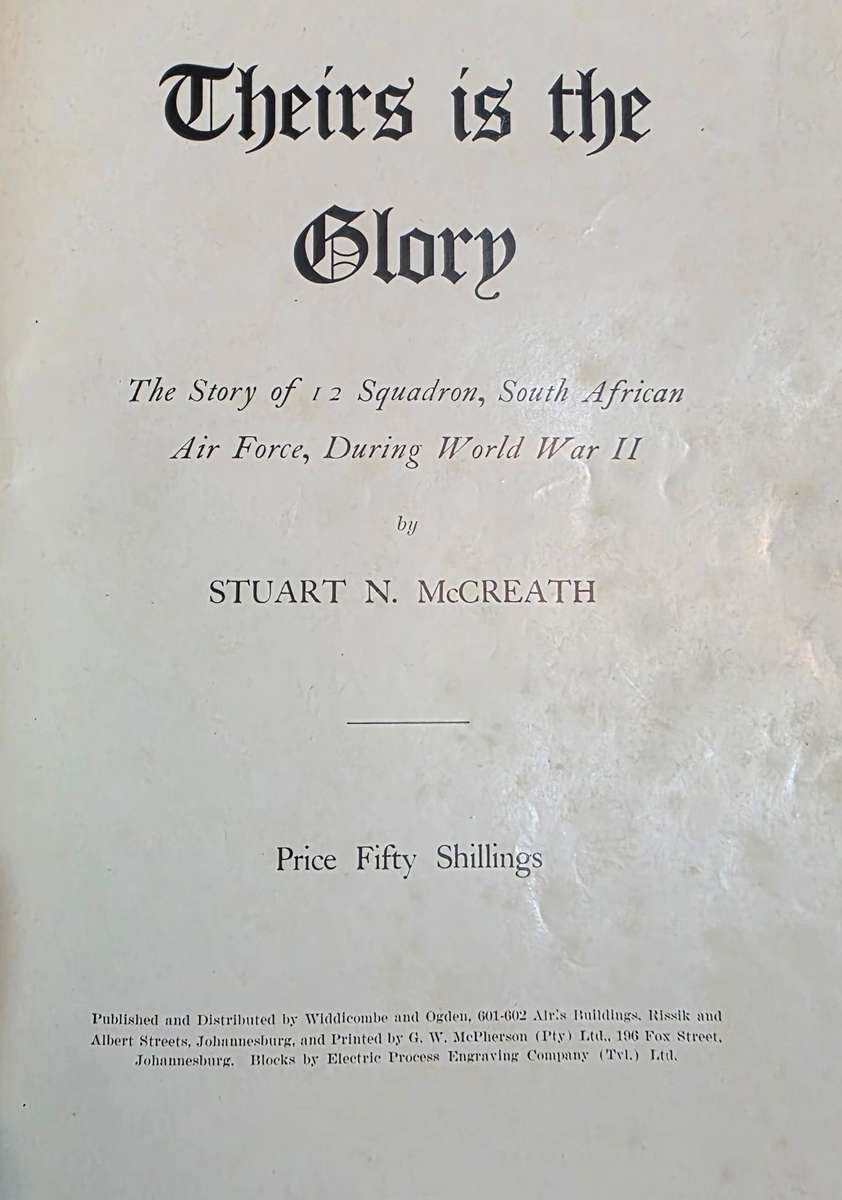 Theirs is the
Glory
The Story of 12 Squadron, South African
Air Force, During World War II
by
STUART N. McCREATH
Price Fifty Shillings
Published and Distributed by Widdicombe and Ogden, 601-602 Buildings, Rissik and
Albert Streets, Johannesburg, and Printed by G. W. McPherson (Pty) Ltd., 196 Fox Street,
Johannesburg. Blocks by Electric Process Engraving Company (Tvl.) Ltd.